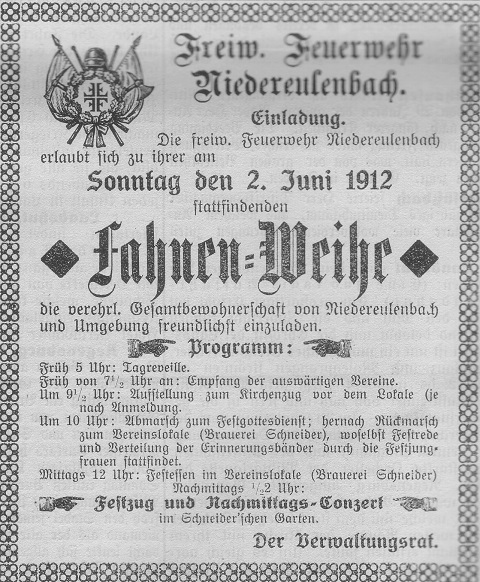 Freiw. Feuerwehr
Niedereulenbach.
Einladung.
Die freiw. Feuerwehr Niedereulenbach
erlaubt sich zu ihrer am
Sonntag den 2. Juni 1912
stattfindenden
Fahnen=Weihe
die verehrl. Gesamtbewohnerschaft von Niedereulenbach
und Umgebung freundlichst einzuladen.
Programm:
Früh 5 Uhr: Tagreveille.
Früh von 7½ Uhr an: Empfang der auswärtigen Vereine.
Um 9½ Uhr: Aufstellung zum Kirchenzug vor dem Lokale (je
nach Anmeldung.
Um 10 Uhr: Abmarsch zum Festgottesdienst; hernach Rückmarsch
zum Vereinslokale (Brauerei Schneider), woselbst Festrede
und Verteilung der Erinnerungsbänder durch die Festjung-
frauen stattfindet.
Mittags 12 Uhr: Festessen im Vereinslokale (Brauerei Schneider)
Nachmittags ½2 Uhr:
Festzug und Nachmittags-Conzert
im Schneider'schen Garten.
Der Verwaltungsrat.